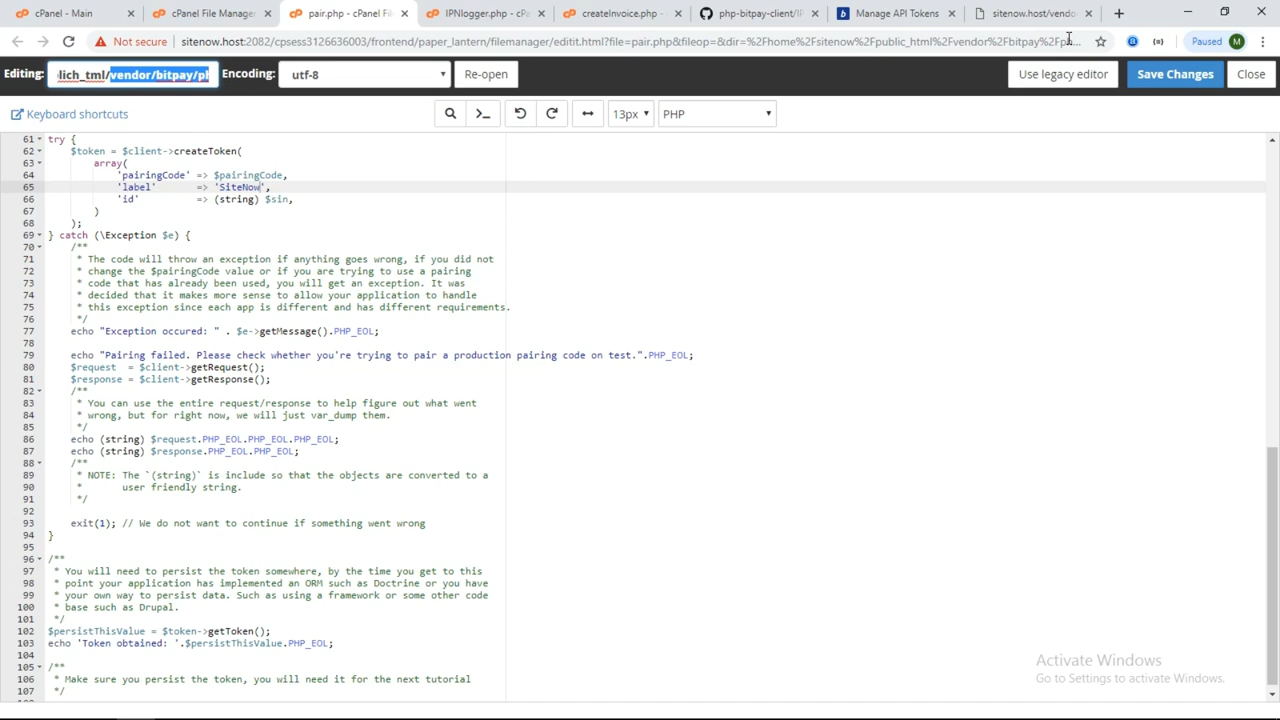 cPanel - Main
cPanel File Manager
pair.php - cPanel Fil
IPNlogger.php - cPa
createInvoice.php -
php-bitpay-client/IP
Manage API Tokens
sitenow.host/vendo
Not secure
sitenow.host:2082/cpsess3126636003/frontend/paper_lantern/filemanager/editit.html?file=pair.php&fileop=&dir=%2Fhome%2Fsitenow%2Fpublic_html%2Fvendor%2Fbitpay%2Fp...
Paused
M
Editing:
lich_tml/vendor/bitpay/ph
Encoding:
utf-8
Re-open
Use legacy editor
Save Changes
Close
Keyboard shortcuts
13px
PHP
61 try {
62 $token = $client->createToken(
63 array(
64 'pairingCode' => $pairingCode,
65 'label' => 'SiteNow',
66 'id' => (string) $sin,
67 )
68 );
69 } catch (\Exception $e) {
70 /**
71 * The code will throw an exception if anything goes wrong, if you did not
72 * change the $pairingCode value or if you are trying to use a pairing
73 * code that has already been used, you will get an exception. It was
74 * decided that it makes more sense to allow your application to handle
75 * this exception since each app is different and has different requirements.
76 */
77 echo "Exception occured: " . $e->getMessage().PHP_EOL;
78
79 echo "Pairing failed. Please check whether you're trying to pair a production pairing code on test.".PHP_EOL;
80 $request = $client->getRequest();
81 $response = $client->getResponse();
82 /**
83 * You can use the entire request/response to help figure out what went
84 * wrong, but for right now, we will just var_dump them.
85 */
86 echo (string) $request.PHP_EOL.PHP_EOL.PHP_EOL;
87 echo (string) $response.PHP_EOL.PHP_EOL;
88 /**
89 * NOTE: The `(string)` is include so that the objects are converted to a
90 * user friendly string.
91 */
92
93 exit(1); // We do not want to continue if something went wrong
94 }
95
96 /**
97 * You will need to persist the token somewhere, by the time you get to this
98 * point your application has implemented an ORM such as Doctrine or you have
99 * your own way to persist data. Such as using a framework or some other code
100 * base such as Drupal.
101 */
102 $persistThisValue = $token->getToken();
103 echo 'Token obtained: '.$persistThisValue.PHP_EOL;
104
105 /**
106 * Make sure you persist the token, you will need it for the next tutorial
107 */
Activate Windows
Go to Settings to activate Windows.